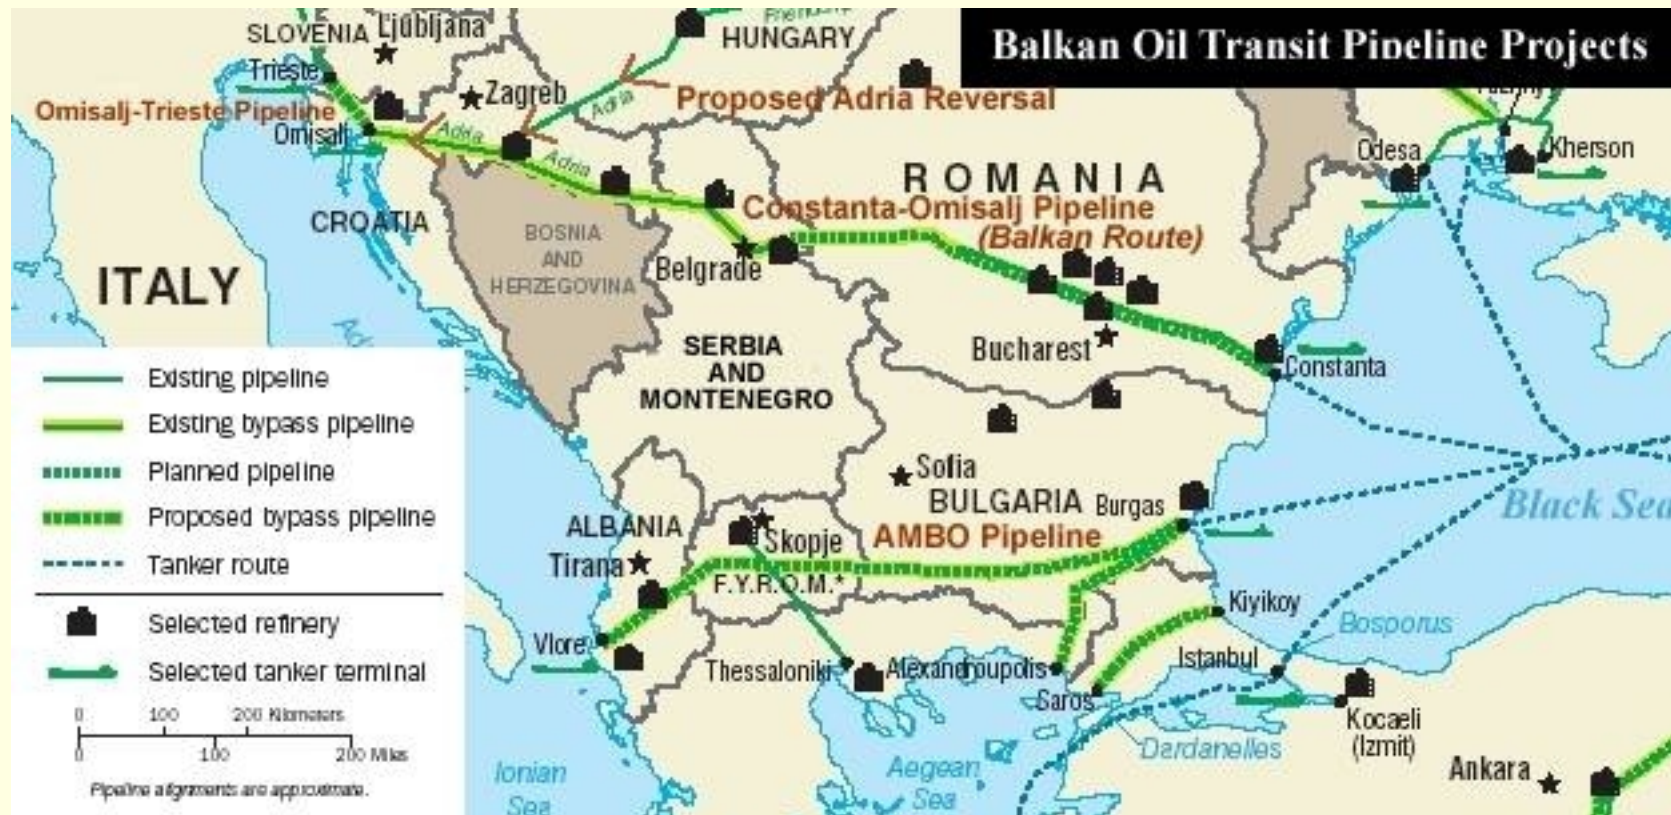 Balkan Oil Transit Pipeline Projects
SLOVENIA
Ljubljana
HUNGARY
Trieste
Zagreb
Adria
Proposed Adria Reversal
Omisalj-Trieste Pipeline
Omisalj
Adria
Adria
Odesa
Kherson
ROMANIA
CROATIA
Constanta-Omisalj Pipeline
(Balkan Route)
BOSNIA
AND
HERZEGOVINA
Belgrade
ITALY
SERBIA
AND
MONTENEGRO
Bucharest
Constanta
Existing pipeline
Existing bypass pipeline
Planned pipeline
Proposed bypass pipeline
Tanker route
Selected refinery
Selected tanker terminal
0 100 200 Kilometers
0 100 200 Miles
Pipeline alignments are approximate.
Sofia
BULGARIA
Burgas
Black Sea
ALBANIA
Skopje
AMBO Pipeline
Tirana
F.Y.R.O.M.*
Kiyikoy
Bosporus
Vlore
Thessaloniki
Alexandroupolis
Istanbul
Saros
Kocaeli
(Izmit)
Dardanelles
Ionian
Sea
Aegean
Sea
Ankara